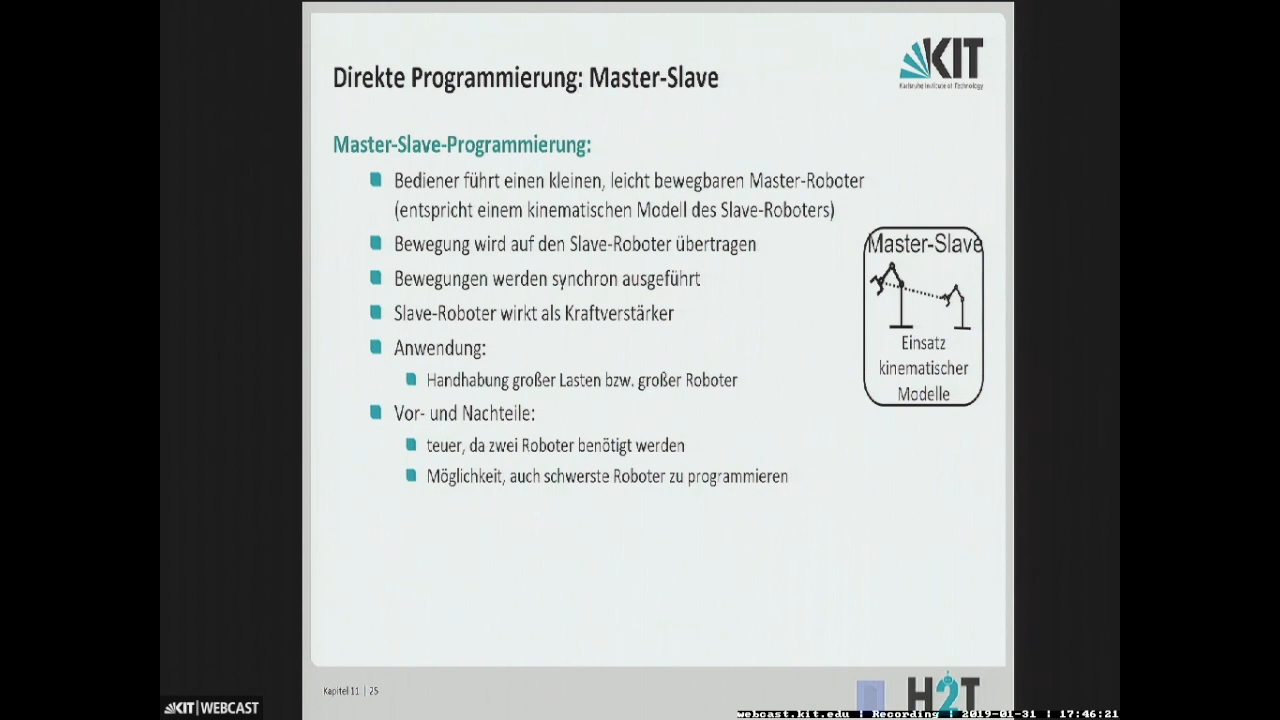 KIT
Karlsruhe Institute of Technology
Direkte Programmierung: Master-Slave
Master-Slave-Programmierung:
Bediener führt einen kleinen, leicht bewegbaren Master-Roboter
(entspricht einem kinematischen Modell des Slave-Roboters)
Bewegung wird auf den Slave-Roboter übertragen
Bewegungen werden synchron ausgeführt
Slave-Roboter wirkt als Kraftverstärker
Anwendung:
Handhabung großer Lasten bzw. großer Roboter
Vor- und Nachteile:
teuer, da zwei Roboter benötigt werden
Möglichkeit, auch schwerste Roboter zu programmieren
Master-Slave
Einsatz
kinematischer
Modelle
Kapitel 11 | 25
H2T
KIT | WEBCAST
webcast.kit.edu | Recording | 2019-01-31 | 17:46:21